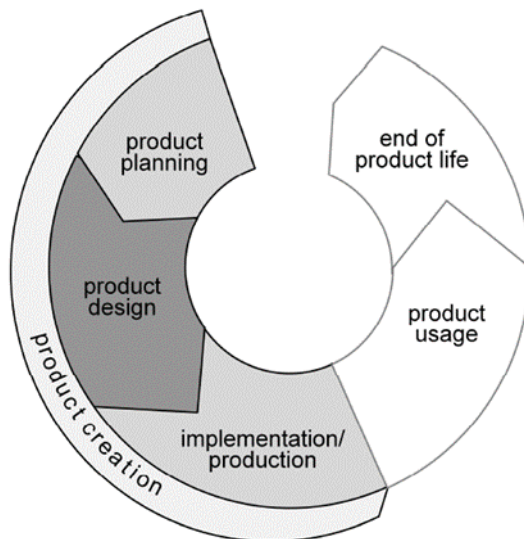 product
planning
product
design
implementation/
production
product
usage
end of
product life
product creation